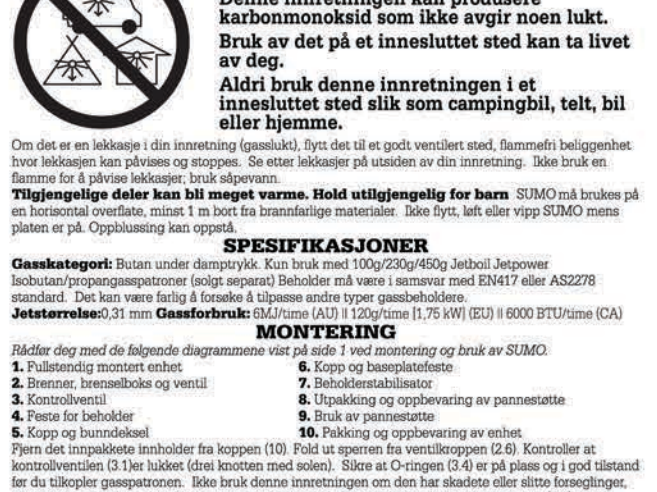 Denne innretningen kan produsere
karbonmonoksid som ikke avgir noen lukt.
Bruk av det på et innesluttet sted kan ta livet
av deg.
Aldri bruk denne innretningen i et
innesluttet sted slik som campingbil, telt, bil
eller hjemme.
Om det er en lekkasje i din innretning (gasslukt), flytt det til et godt ventilert sted, flammefri beliggenhet
hvor lekkasjen kan påvises og stoppes. Se etter lekkasjer på utsiden av din innretning. Ikke bruk en
flamme for å påvise lekkasjer; bruk såpevann.
Tilgjengelige deler kan bli meget varme. Hold utilgjengelig for barn SUMO må brukes på
en horisontal overflate, minst 1 m bort fra brannfarlige materialer. Ikke flytt, løft eller vipp SUMO mens
platen er på. Oppblussing kan oppstå.
SPESIFIKASJONER
Gasskategori: Butan under damptrykk. Kun bruk med 100g/230g/450g Jetboil Jetpower
Isobutan/propangasspatroner (solgt separat) Beholder må være i samsvar med EN417 eller AS2278
standard. Det kan være farlig å forsøke å tilpasse andre typer gassbeholdere.
Jetstørrelse:0,31 mm Gassforbruk: 6MJ/time (AU) || 120g/time [1,75 kW] (EU) || 6000 BTU/time (CA)
MONTERING
Rådfør deg med de følgende diagrammene vist på side 1 ved montering og bruk av SUMO.
1. Fullstendig montert enhet
2. Brenner, brenselboks og ventil
3. Kontrollventil
4. Feste for beholder
5. Kopp og bunndeksel
6. Kopp og baseplatefeste
7. Beholderstabilisator
8. Utpakking og oppbevaring av pannestøtte
9. Bruk av pannestøtte
10. Pakking og oppbevaring av enhet
Fjern det innpakkete innholder fra koppen (10). Fold ut sperren fra ventilkroppen (2.6). Kontroller at
kontrollventilen (3.1)er lukket (drei knotten med solen). Sikre at O-ringen (3.4) er på plass og i god tilstand
før du tilkopler gasspatronen. Ikke bruk denne innretningen om den har skadete eller slitte forseglinger,